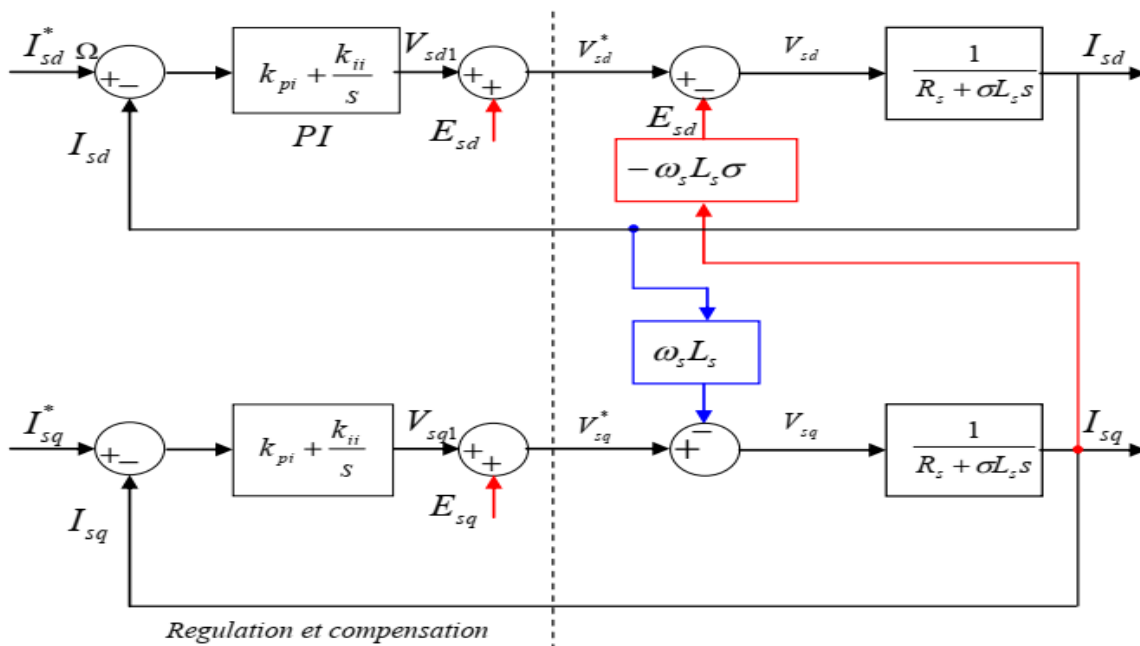 I*sd Ω
+ −
kpi + kii/s
PI
Vsd1
+ +
Esd
V*sd
+ −
Esd
Vsd
1/(Rs + σLs s)
Isd
Isd
− ωs Ls σ
ωs Ls
I*sq
+ −
kpi + kii/s
Vsq1
+ +
Esq
V*sq
+ −
Vsq
1/(Rs + σLs s)
Isq
Isq
Regulation et compensation